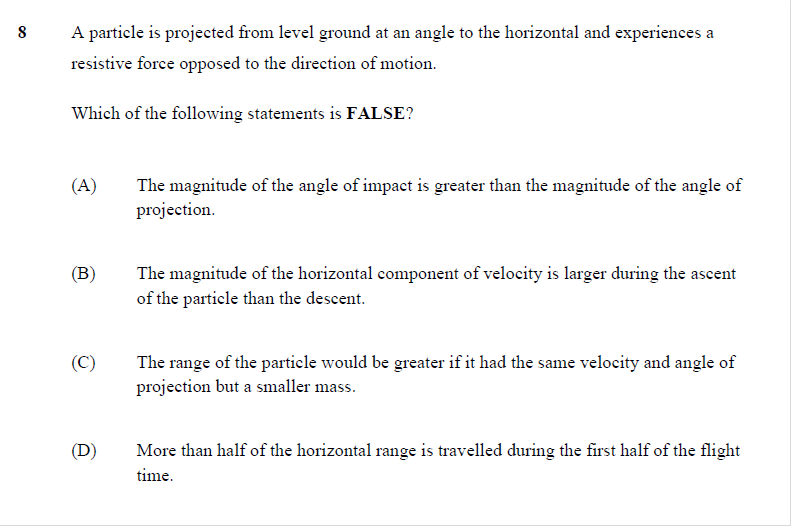 8 A particle is projected from level ground at an angle to the horizontal and experiences a
resistive force opposed to the direction of motion.
Which of the following statements is FALSE?
(A) The magnitude of the angle of impact is greater than the magnitude of the angle of
projection.
(B) The magnitude of the horizontal component of velocity is larger during the ascent
of the particle than the descent.
(C) The range of the particle would be greater if it had the same velocity and angle of
projection but a smaller mass.
(D) More than half of the horizontal range is travelled during the first half of the flight
time.